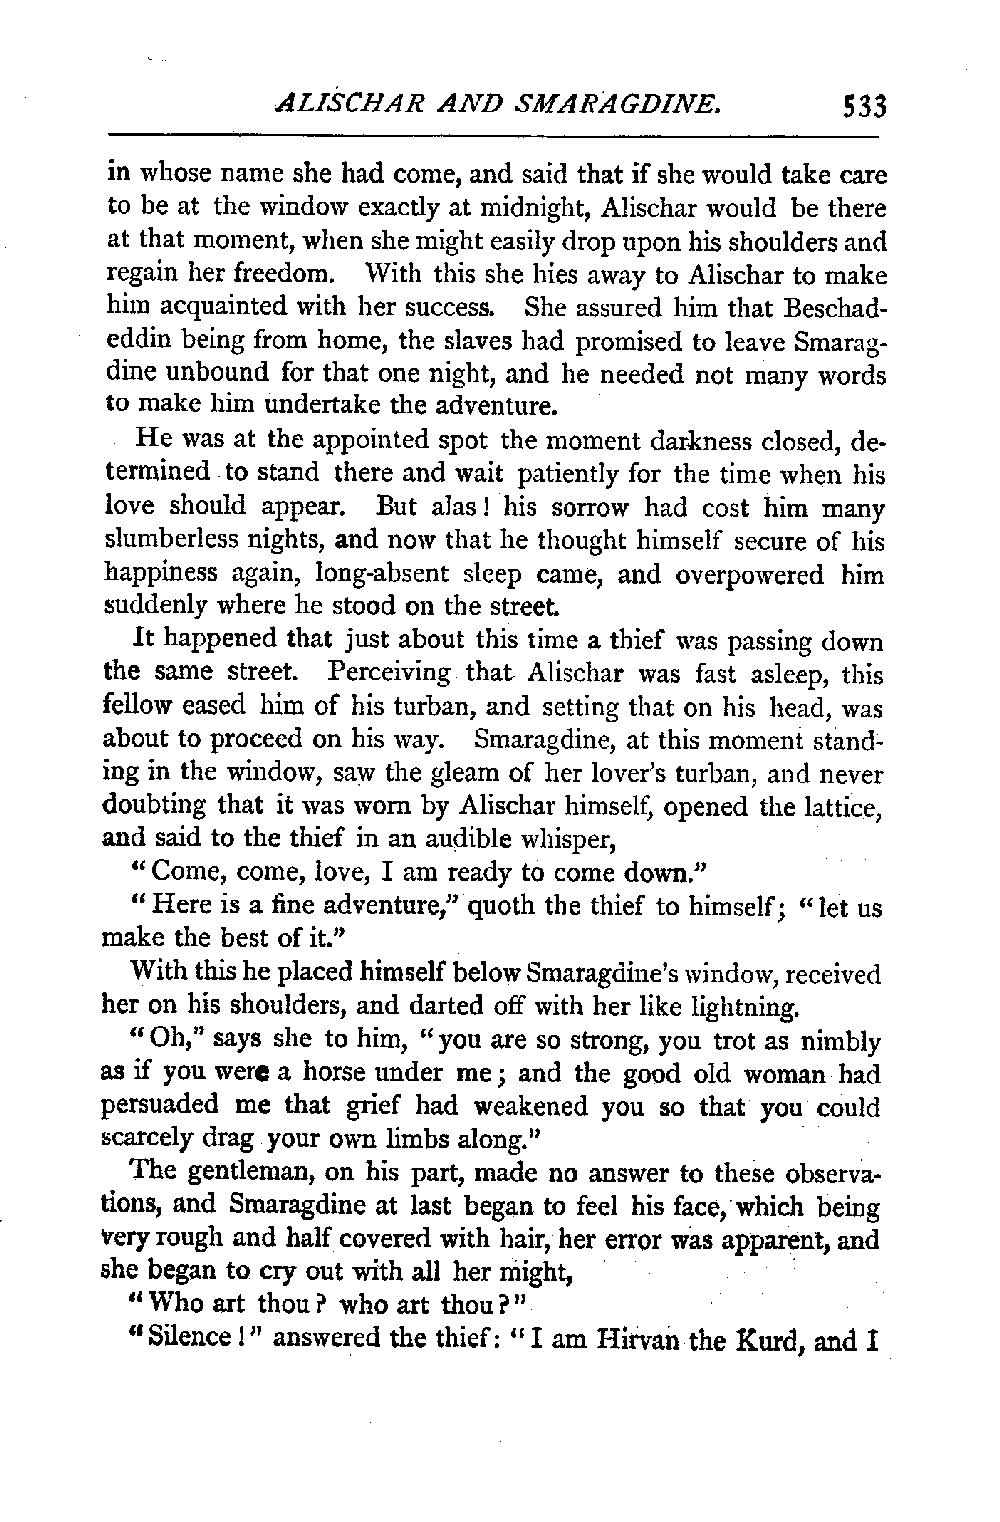 ALISCHAR AND SMARAGDINE. 533
in whose name she had come, and said that if she would take care
to be at the window exactly at midnight, Alischar would be there
at that moment, when she might easily drop upon his shoulders and
regain her freedom. With this she hies away to Alischar to make
him acquainted with her success. She assured him that Beschad-
eddin being from home, the slaves had promised to leave Smarag-
dine unbound for that one night, and he needed not many words
to make him undertake the adventure.
He was at the appointed spot the moment darkness closed, de-
termined to stand there and wait patiently for the time when his
love should appear. But alas! his sorrow had cost him many
slumberless nights, and now that he thought himself secure of his
happiness again, long-absent sleep came, and overpowered him
suddenly where he stood on the street.
It happened that just about this time a thief was passing down
the same street. Perceiving that Alischar was fast asleep, this
fellow eased him of his turban, and setting that on his head, was
about to proceed on his way. Smaragdine, at this moment stand-
ing in the window, saw the gleam of her lover's turban, and never
doubting that it was worn by Alischar himself, opened the lattice,
and said to the thief in an audible whisper,
"Come, come, love, I am ready to come down."
"Here is a fine adventure," quoth the thief to himself; "let us
make the best of it."
With this he placed himself below Smaragdine's window, received
her on his shoulders, and darted off with her like lightning.
"Oh," says she to him, "you are so strong, you trot as nimbly
as if you were a horse under me; and the good old woman had
persuaded me that grief had weakened you so that you could
scarcely drag your own limbs along."
The gentleman, on his part, made no answer to these observa-
tions, and Smaragdine at last began to feel his face, which being
very rough and half covered with hair, her error was apparent, and
she began to cry out with all her might,
"Who art thou? who art thou?"
"Silence!" answered the thief: "I am Hirvan the Kurd, and I